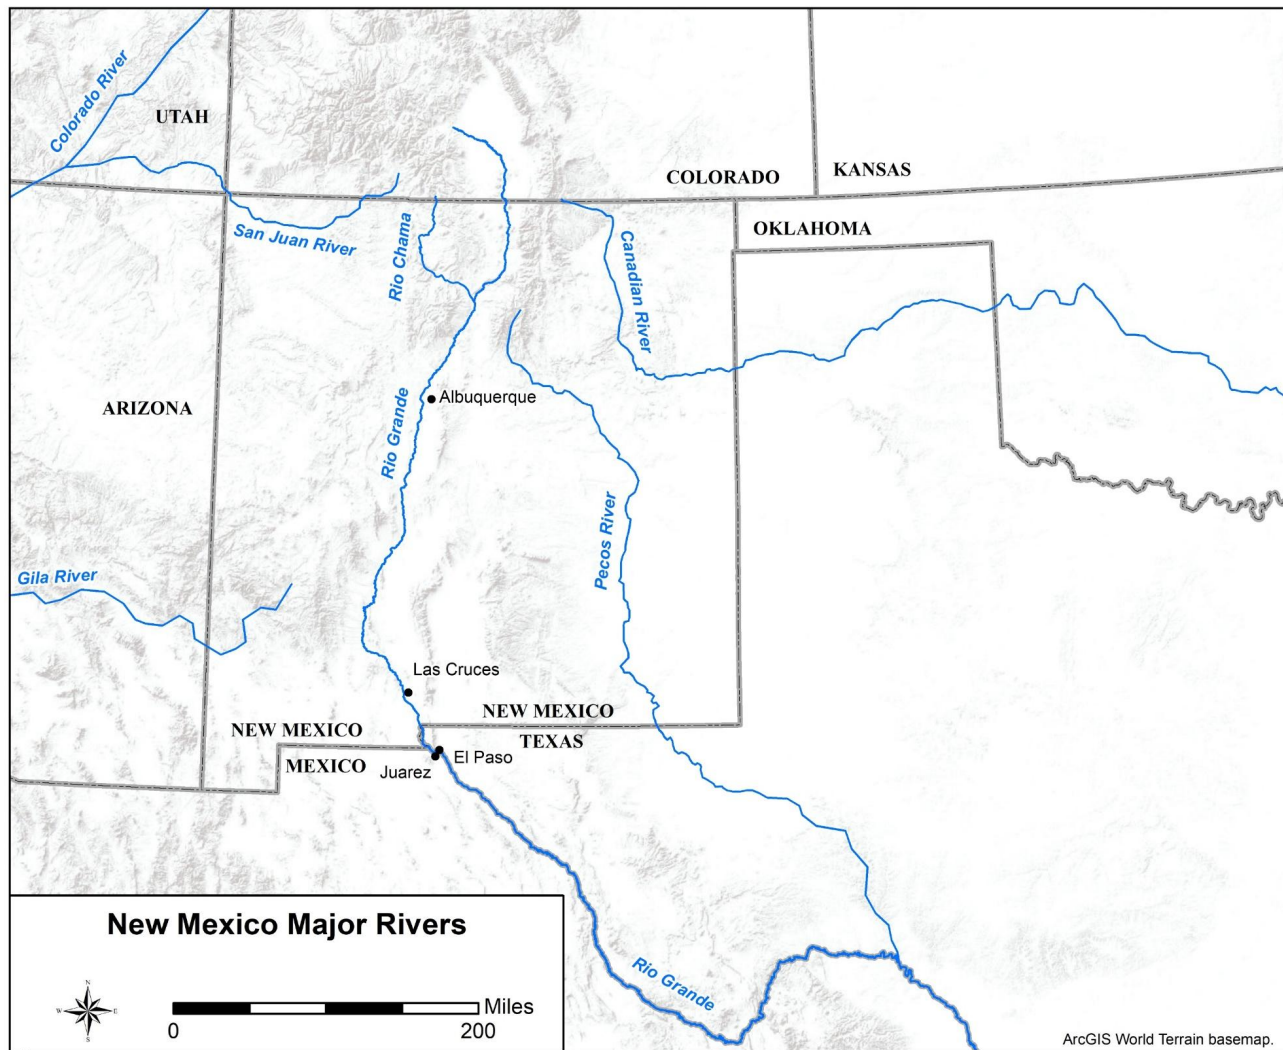 Colorado River
UTAH
COLORADO
KANSAS
OKLAHOMA
San Juan River
Rio Chama
Canadian River
ARIZONA
Rio Grande
Albuquerque
Pecos River
Gila River
Las Cruces
NEW MEXICO
NEW MEXICO
TEXAS
MEXICO
El Paso
Juarez
Rio Grande
New Mexico Major Rivers
N
W
E
S
Miles
0
200
ArcGIS World Terrain basemap.